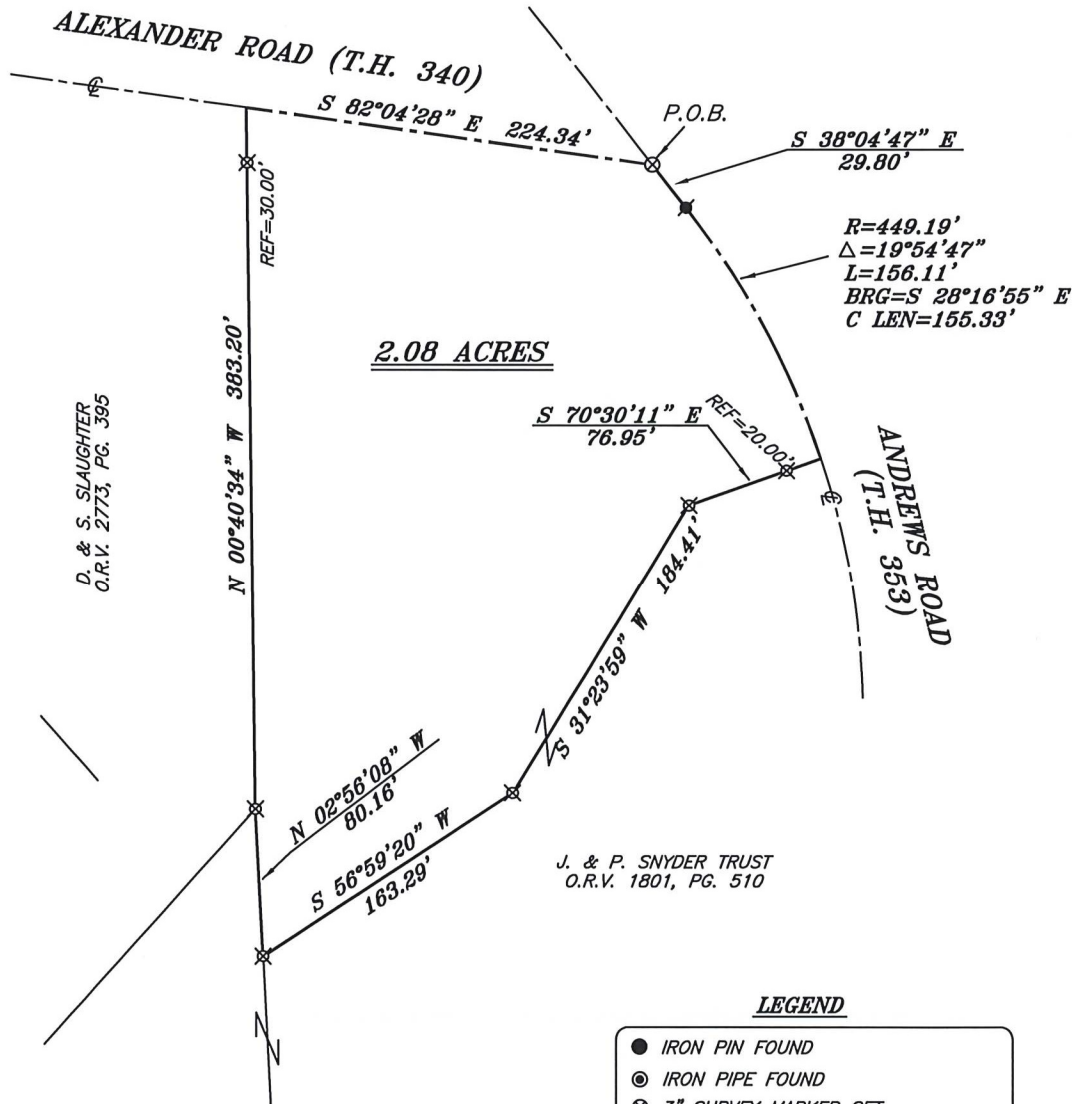 ALEXANDER ROAD (T.H. 340)
℄
S 82°04'28" E 224.34'
P.O.B.
S 38°04'47" E
29.80'
REF=30.00'
R=449.19'
△=19°54'47"
L=156.11'
BRG=S 28°16'55" E
C LEN=155.33'
2.08 ACRES
N 00°40'34" W 383.20'
D. & S. SLAUGHTER
O.R.V. 2773, PG. 395
S 70°30'11" E
76.95'
REF=20.00'
ANDREWS ROAD
(T.H. 353)
℄
S 31°23'59" W 184.41'
N 02°56'08" W
80.16'
S 56°59'20" W
163.29'
J. & P. SNYDER TRUST
O.R.V. 1801, PG. 510
LEGEND
IRON PIN FOUND
IRON PIPE FOUND
SURVEY MARKER SET